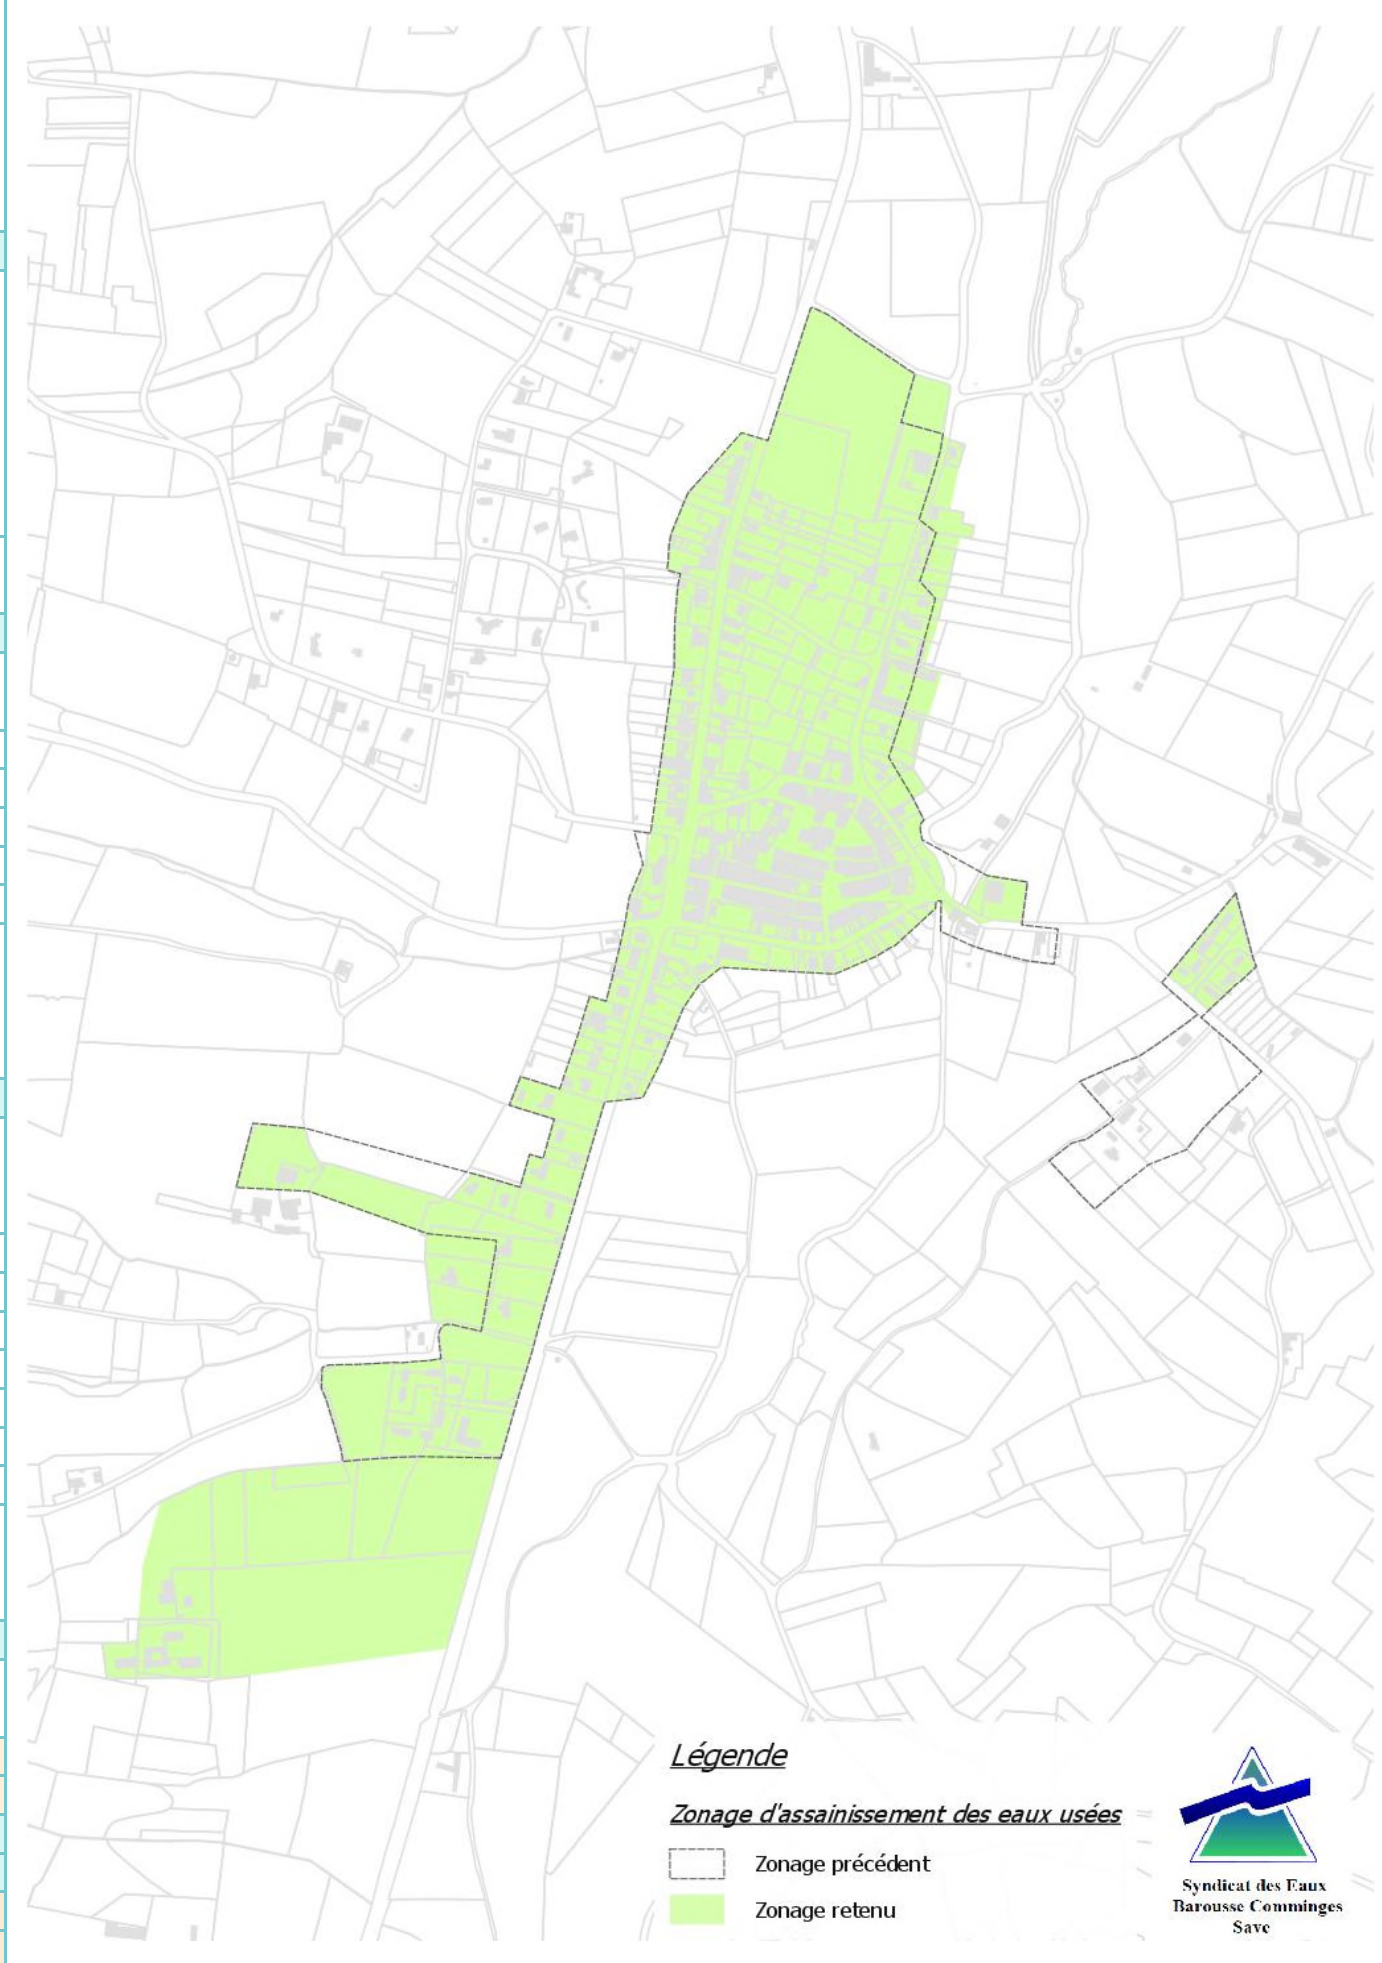 Légende
Zonage d'assainissement des eaux usées
Zonage précédent
Zonage retenu
Syndicat des Eaux
Barousse Comminges
Save